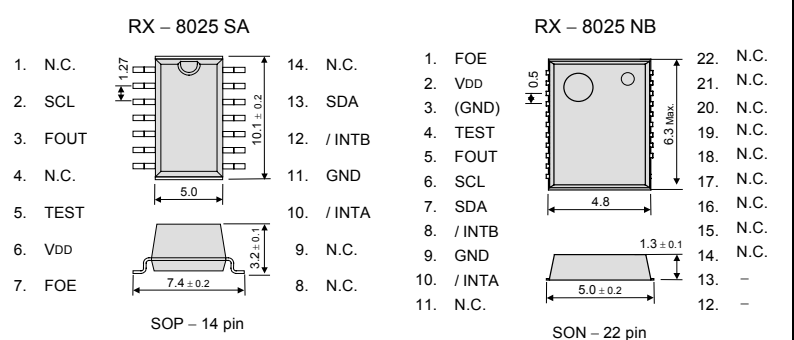 RX – 8025 SA
1. N.C.
2. SCL
3. FOUT
4. N.C.
5. TEST
6. VDD
7. FOE
14. N.C.
13. SDA
12. / INTB
11. GND
10. / INTA
9. N.C.
8. N.C.
1.27
10.1 ± 0.2
5.0
3.2 ± 0.1
7.4 ± 0.2
SOP – 14 pin
RX – 8025 NB
1. FOE
2. VDD
3. (GND)
4. TEST
5. FOUT
6. SCL
7. SDA
8. / INTB
9. GND
10. / INTA
11. N.C.
22. N.C.
21. N.C.
20. N.C.
19. N.C.
18. N.C.
17. N.C.
16. N.C.
15. N.C.
14. N.C.
13. –
12. –
0.5
6.3 Max.
4.8
1.3 ± 0.1
5.0 ± 0.2
SON – 22 pin